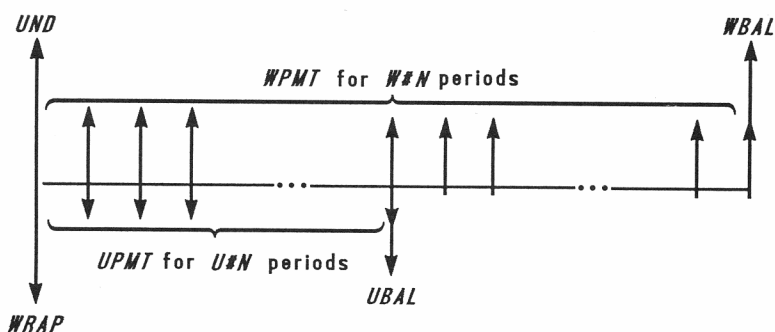 UND
WBAL
WPMT for W#N periods
...
...
UPMT for U#N periods
UBAL
WRAP